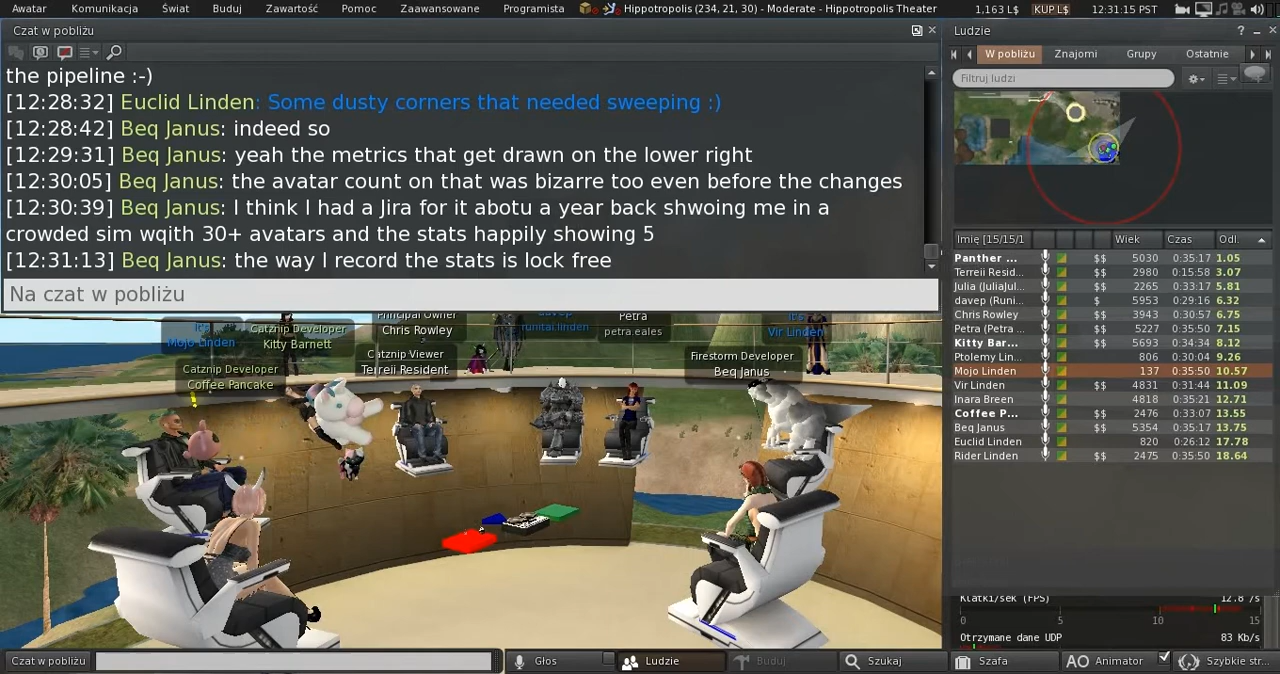 Awatar Komunikacja Świat Buduj Zawartość Pomoc Zaawansowane Programista Hippotropolis (234, 21, 30) - Moderate - Hippotropolis Theater 1,163 L$ KUP L$ 12:31:15 PST
Czat w pobliżu
the pipeline :-)
[12:28:32] Euclid Linden: Some dusty corners that needed sweeping :)
[12:28:42] Beq Janus: indeed so
[12:29:31] Beq Janus: yeah the metrics that get drawn on the lower right
[12:30:05] Beq Janus: the avatar count on that was bizarre too even before the changes
[12:30:39] Beq Janus: I think I had a Jira for it abotu a year back shwoing me in a
crowded sim wqith 30+ avatars and the stats happily showing 5
[12:31:13] Beq Janus: the way I record the stats is lock free
Na czat w pobliżu
Ludzie
W pobliżu Znajomi Grupy Ostatnie
Filtruj ludzi
Imię [15/15/1 Wiek Czas Odl.
Panther ... $$ 5030 0:35:17 1.05
Terreii Resid... $$ 2980 0:15:58 3.07
Julia (JuliaJul... $$ 2265 0:33:17 5.81
davep (Runi... $ 5953 0:29:16 6.32
Chris Rowley $$ 3943 0:30:57 6.75
Petra (Petra ... $$ 5227 0:35:50 7.15
Kitty Bar... $$ 5693 0:34:34 8.12
Ptolemy Lin... 806 0:30:04 9.26
Mojo Linden 137 0:35:50 10.57
Vir Linden $$ 4831 0:31:44 11.09
Inara Breen 4818 0:35:21 12.71
Coffee P... $$ 2476 0:33:07 13.55
Beq Janus $$ 5354 0:35:17 13.75
Euclid Linden 820 0:26:12 17.78
Rider Linden $$ 2475 0:35:50 18.64
It's
Mojo Linden
Catznip Developer
Kitty Barnett
Principal Owner
Chris Rowley
davep
runital.linden
Petra
petra.eales
It's
Vir Linden
Catznip Developer
Coffee Pancake
Catznip Viewer
Terreii Resident
Firestorm Developer
Beq Janus
Klatki/sek (FPS) 12.8 /s
0 5 10 15
Otrzymane dane UDP 83 Kb/s
Czat w pobliżu Głos Ludzie Buduj Szukaj Szafa AO Animator Szybkie str...